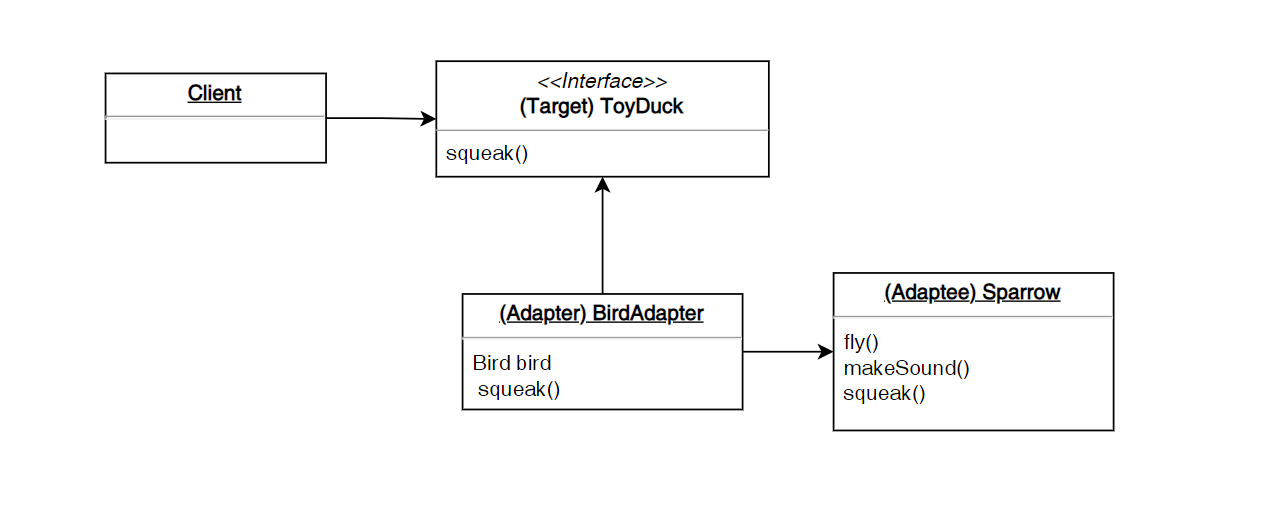 Client
<<Interface>>
(Target) ToyDuck
squeak()
(Adapter) BirdAdapter
Bird bird
squeak()
(Adaptee) Sparrow
fly()
makeSound()
squeak()